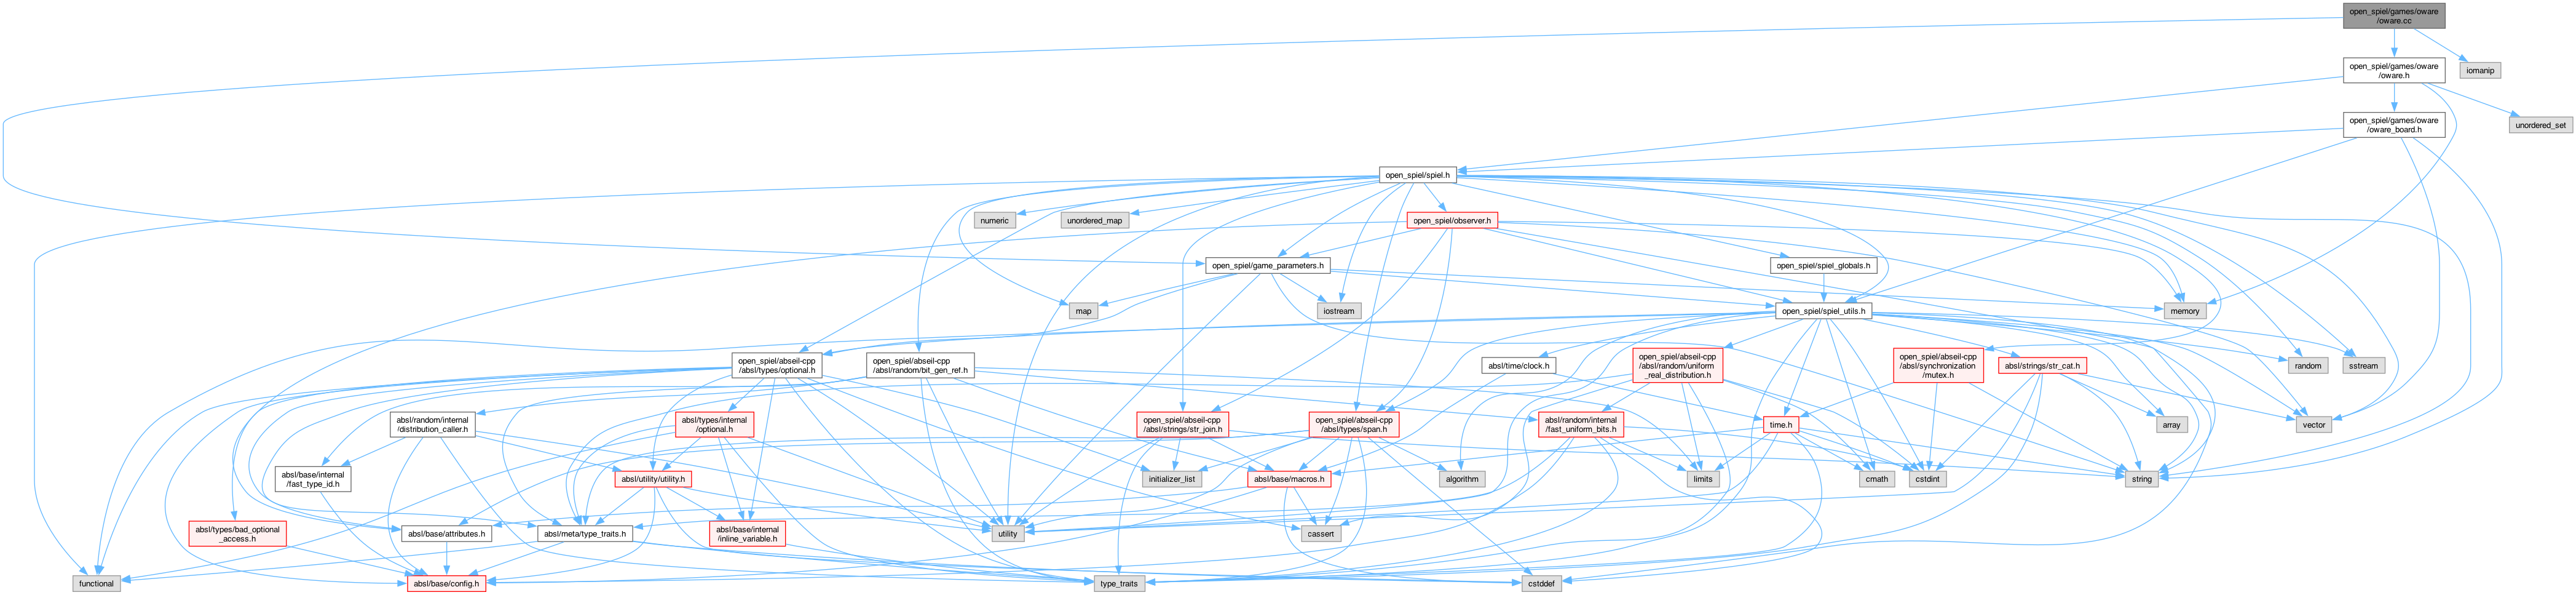 open_spiel/games/oware
/oware.cc
open_spiel/games/oware
/oware.h
iomanip
open_spiel/games/oware
/oware_board.h
unordered_set
open_spiel/spiel.h
numeric
unordered_map
open_spiel/observer.h
open_spiel/game_parameters.h
open_spiel/spiel_globals.h
map
iostream
open_spiel/spiel_utils.h
memory
open_spiel/abseil-cpp
/absl/types/optional.h
open_spiel/abseil-cpp
/absl/random/bit_gen_ref.h
absl/time/clock.h
open_spiel/abseil-cpp
/absl/random/uniform
_real_distribution.h
open_spiel/abseil-cpp
/absl/synchronization
/mutex.h
absl/strings/str_cat.h
random
sstream
absl/random/internal
/distribution_caller.h
absl/types/internal
/optional.h
open_spiel/abseil-cpp
/absl/strings/str_join.h
open_spiel/abseil-cpp
/absl/types/span.h
absl/random/internal
/fast_uniform_bits.h
time.h
array
vector
absl/base/internal
/fast_type_id.h
absl/utility/utility.h
initializer_list
absl/base/macros.h
algorithm
limits
cmath
cstdint
string
absl/types/bad_optional
_access.h
absl/base/attributes.h
absl/meta/type_traits.h
absl/base/internal
/inline_variable.h
utility
cassert
functional
absl/base/config.h
type_traits
cstddef